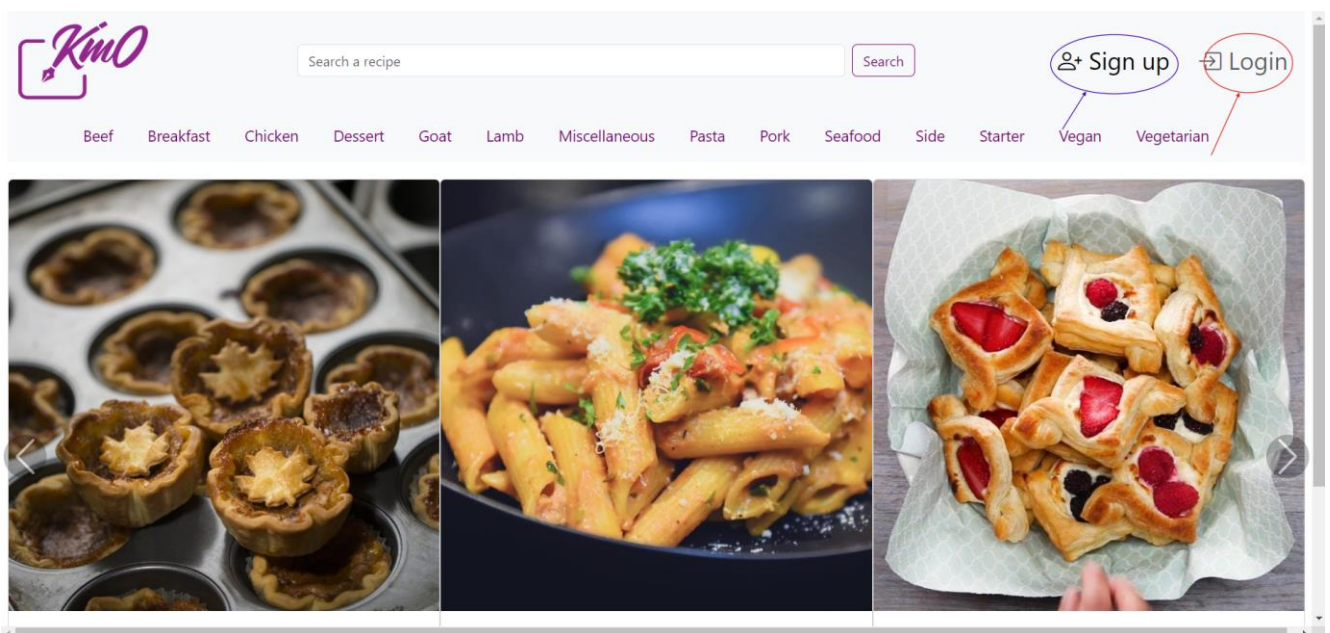 KmO
Search a recipe
Search
Sign up
Login
Beef Breakfast Chicken Dessert Goat Lamb Miscellaneous Pasta Pork Seafood Side Starter Vegan Vegetarian